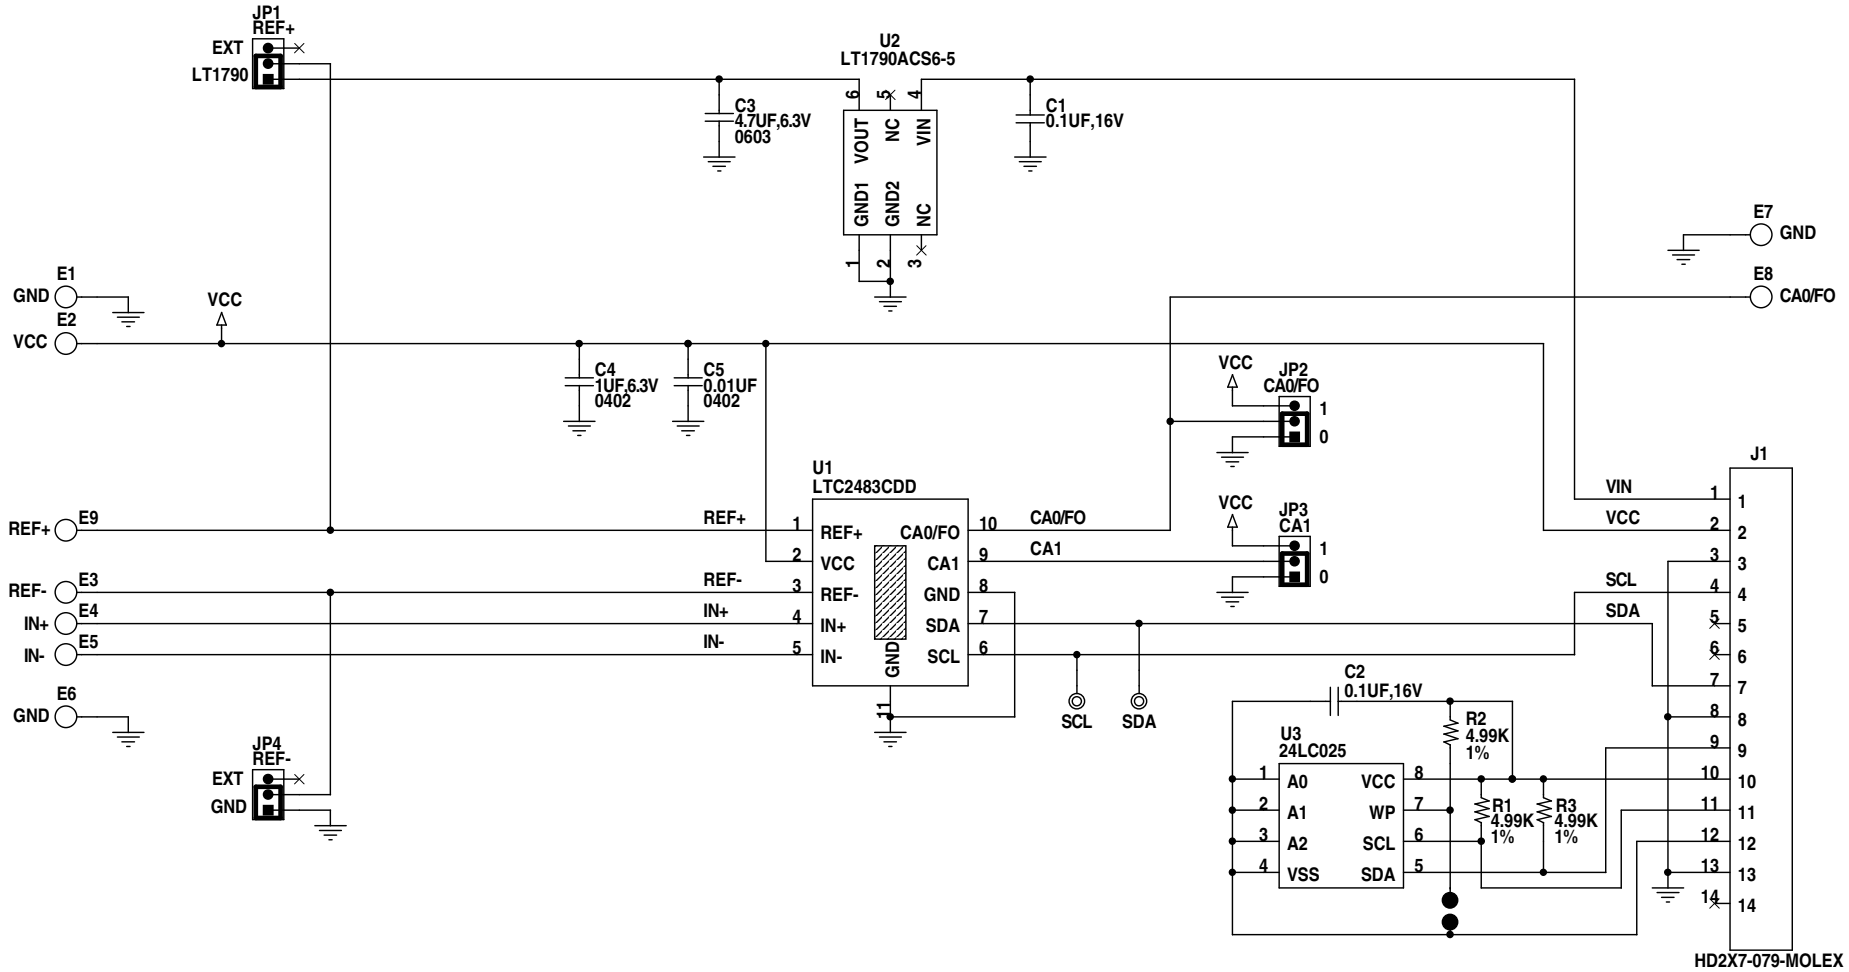 JP1
REF+
EXT
LT1790
U2
LT1790ACS6-5
6
5
4
VOUT
NC
VIN
GND1
GND2
NC
1
2
3
C3
4.7UF,6.3V
0603
C1
0.1UF,16V
E7
GND
E8
CA0/FO
E1
GND
E2
VCC
VCC
C4
1UF,6.3V
0402
C5
0.01UF
0402
VCC
JP2
CA0/FO
1
0
VCC
JP3
CA1
1
0
U1
LTC2483CDD
E9
REF+
REF+
1
REF+
2
VCC
E3
REF-
REF-
3
REF-
E4
IN+
IN+
4
IN+
E5
IN-
IN-
5
IN-
CA0/FO
10
CA0/FO
CA1
9
CA1
GND
8
SDA
7
SCL
6
GND
11
SCL
SDA
E6
GND
JP4
REF-
EXT
GND
C2
0.1UF,16V
U3
24LC025
1
A0
2
A1
3
A2
4
VSS
VCC
8
WP
7
SCL
6
SDA
5
R2
4.99K
1%
R1
4.99K
1%
R3
4.99K
1%
J1
VIN
1
1
VCC
2
2
3
3
SCL
4
4
SDA
5
5
6
6
7
7
8
8
9
9
10
10
11
11
12
12
13
13
14
14
HD2X7-079-MOLEX